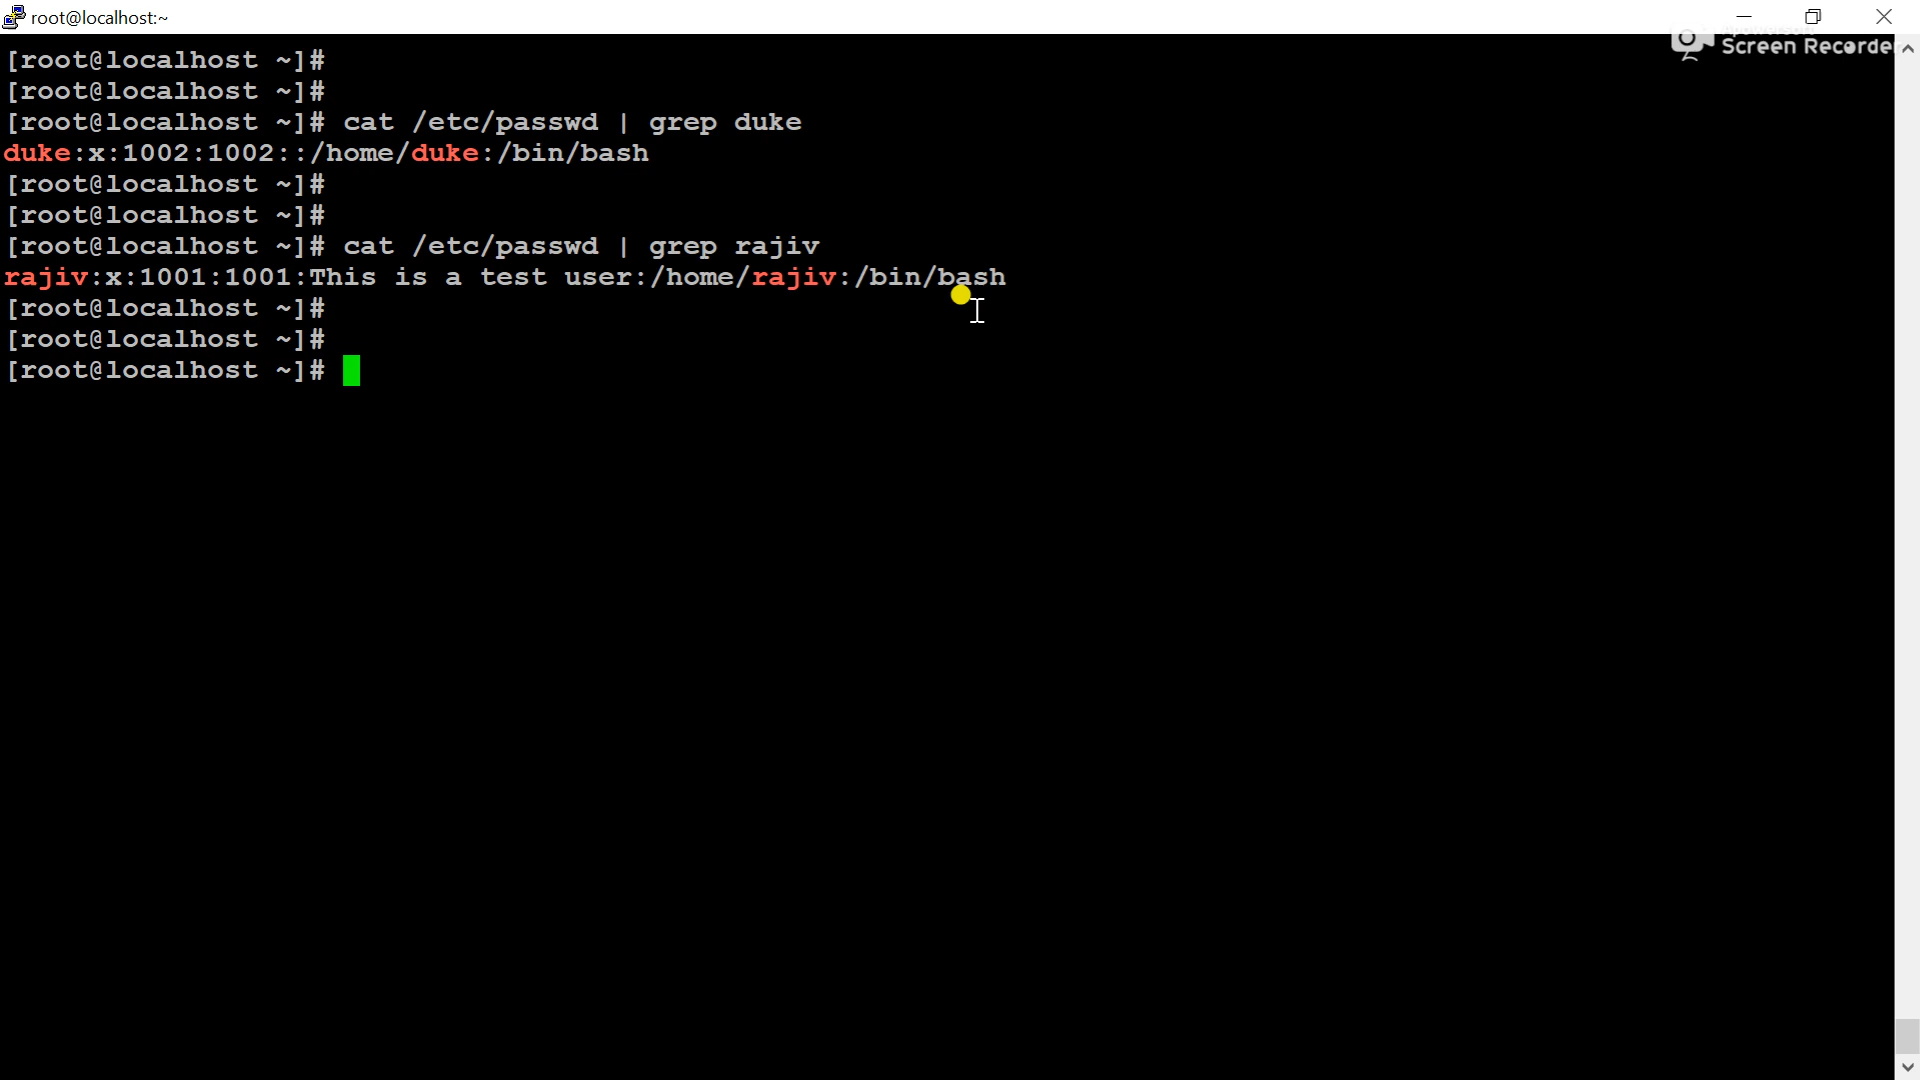 root@localhost:~
Screen Recorder
[root@localhost ~]#
[root@localhost ~]#
[root@localhost ~]# cat /etc/passwd | grep duke
duke:x:1002:1002::/home/duke:/bin/bash
[root@localhost ~]#
[root@localhost ~]#
[root@localhost ~]# cat /etc/passwd | grep rajiv
rajiv:x:1001:1001:This is a test user:/home/rajiv:/bin/bash
[root@localhost ~]#
[root@localhost ~]#
[root@localhost ~]#